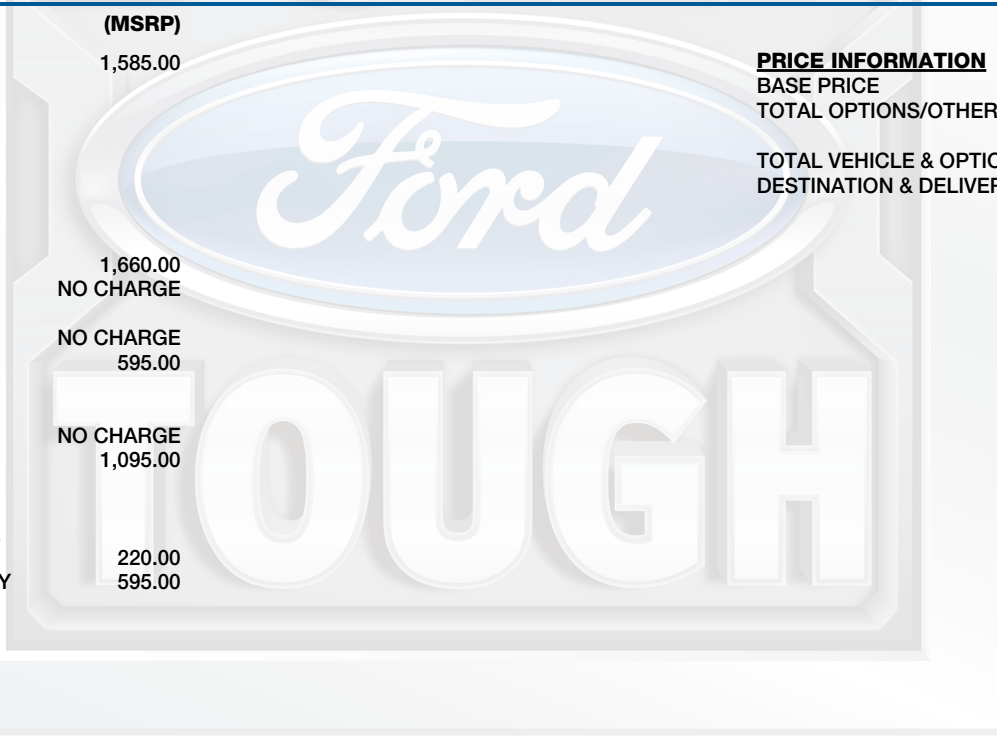 (MSRP)
1,585.00
1,660.00
NO CHARGE
NO CHARGE
595.00
NO CHARGE
1,095.00
220.00
Y 595.00
PRICE INFORMATION
BASE PRICE
TOTAL OPTIONS/OTHER
TOTAL VEHICLE & OPTIO
DESTINATION & DELIVER
Ford
TOUGH